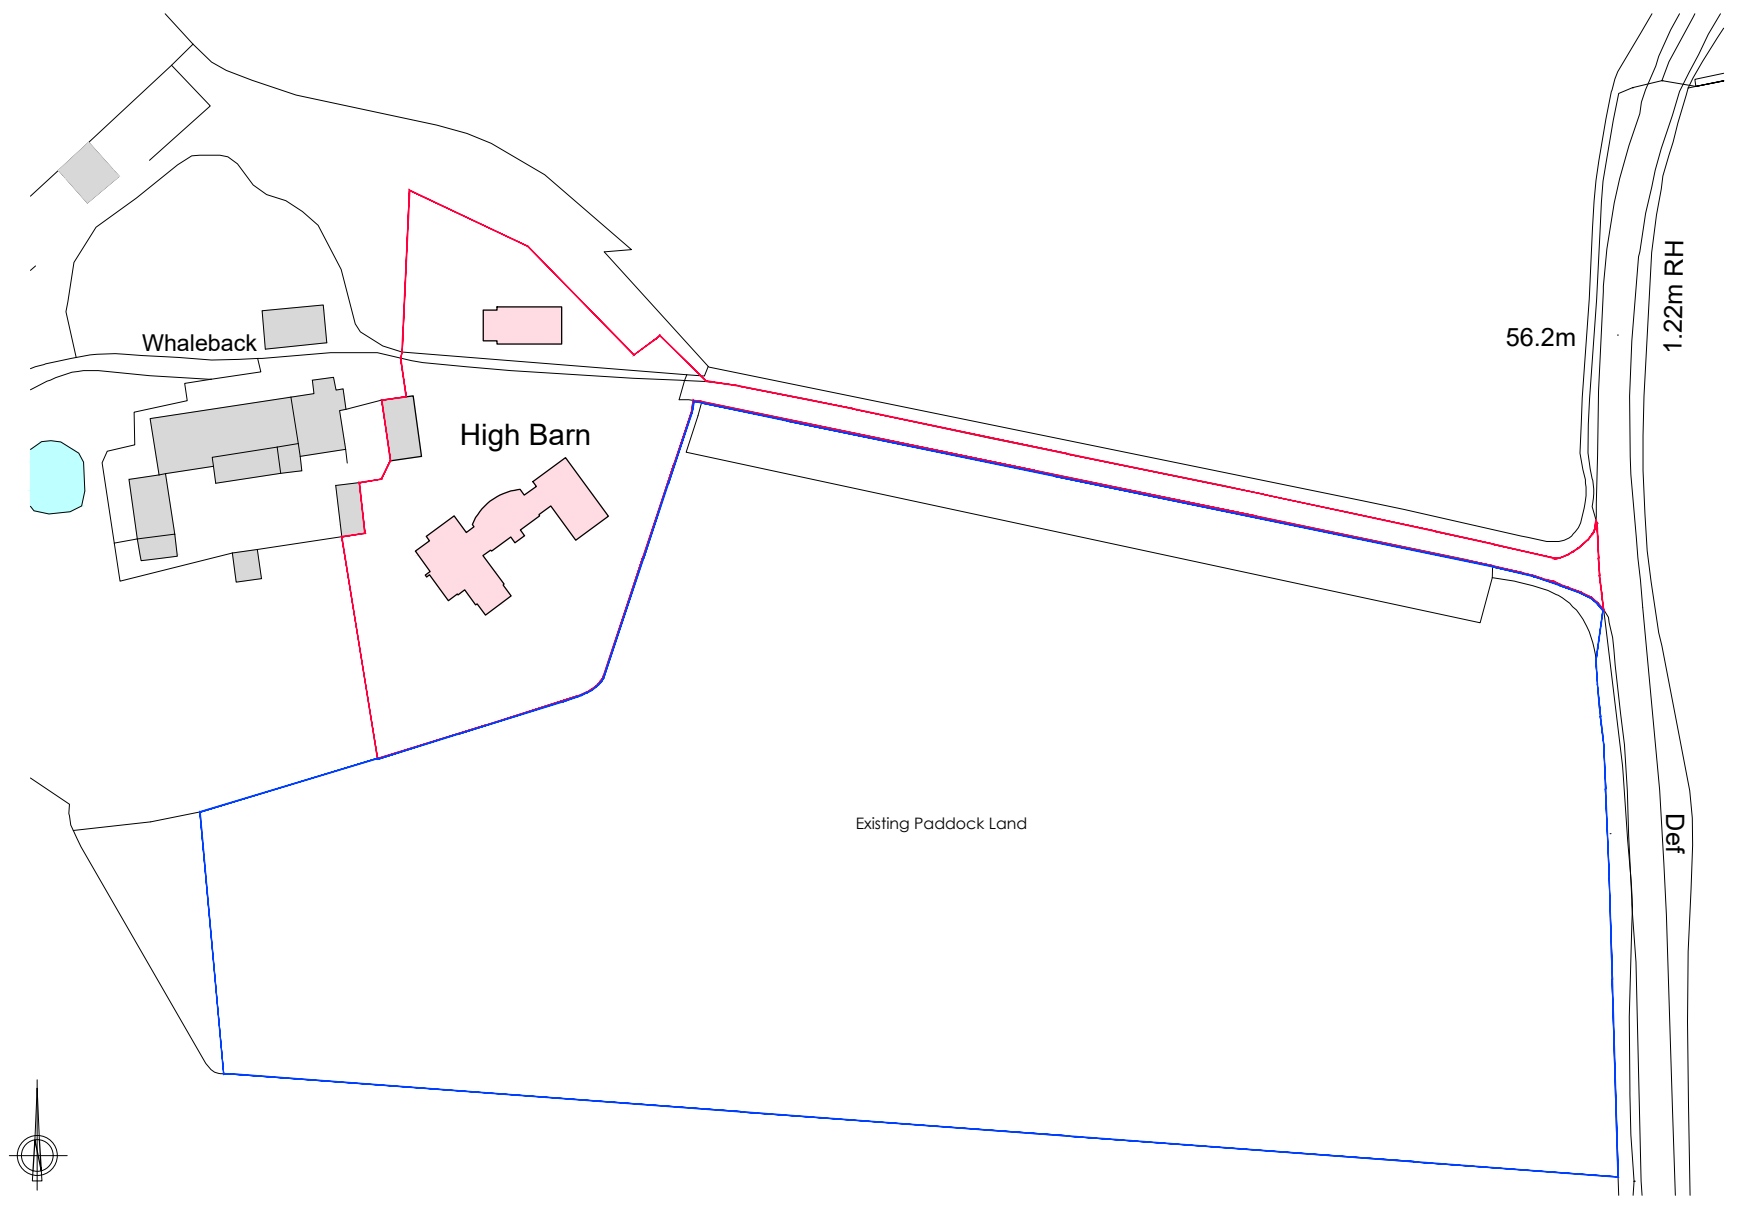 1.22m RH
56.2m
Whaleback
High Barn
Existing Paddock Land
Def